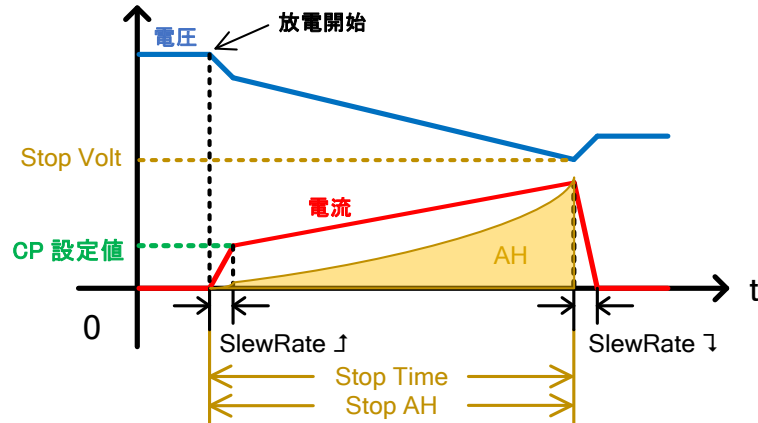 放電開始
電圧
Stop Volt
電流
CP 設定値
AH
t
0
SlewRate
SlewRate
Stop Time
Stop AH